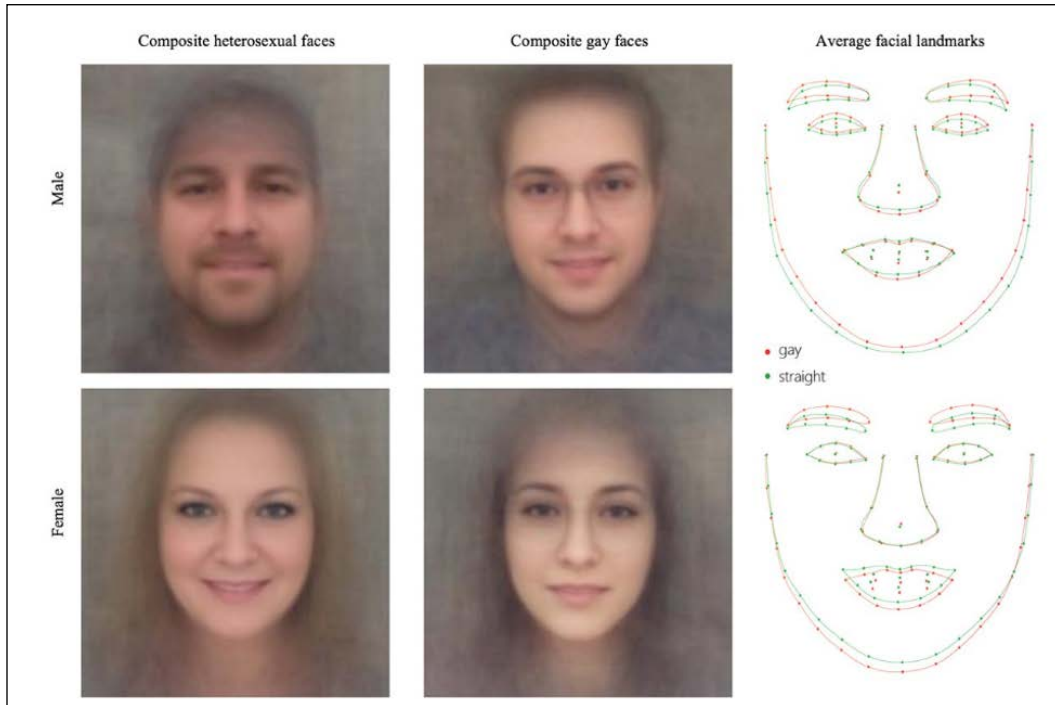 Composite heterosexual faces
Composite gay faces
Average facial landmarks
Male
gay
straight
Female